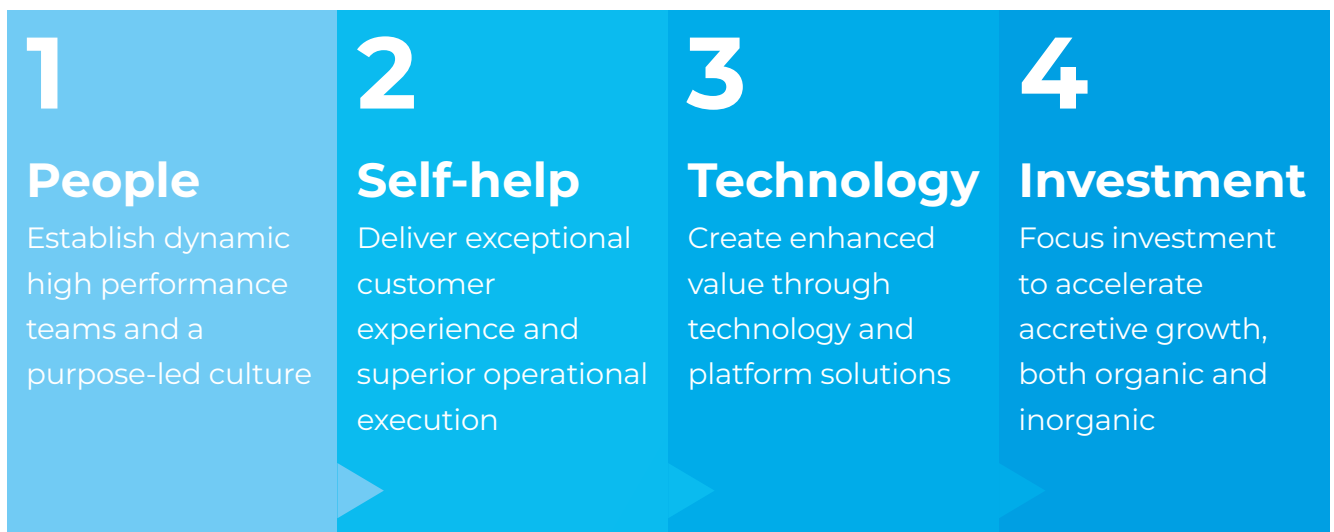 1
People
Establish dynamic
high performance
teams and a
purpose-led culture
2
Self-help
Deliver exceptional
customer
experience and
superior operational
execution
3
Technology
Create enhanced
value through
technology and
platform solutions
4
Investment
Focus investment
to accelerate
accretive growth,
both organic and
inorganic